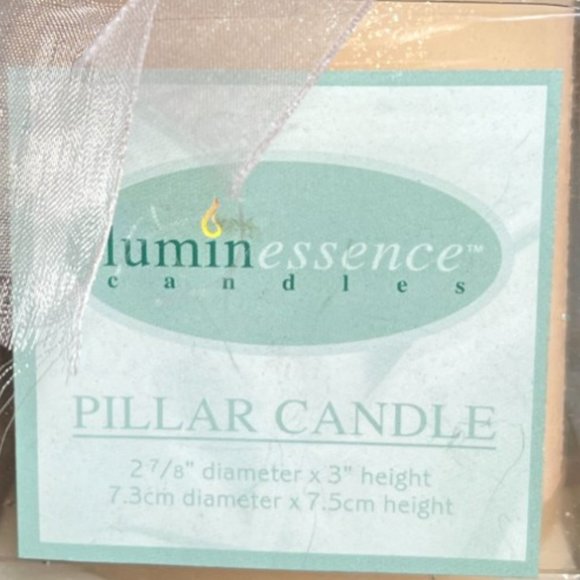 luminessence™
candles
PILLAR CANDLE
2 7/8" diameter x 3" height
7.3cm diameter x 7.5cm height